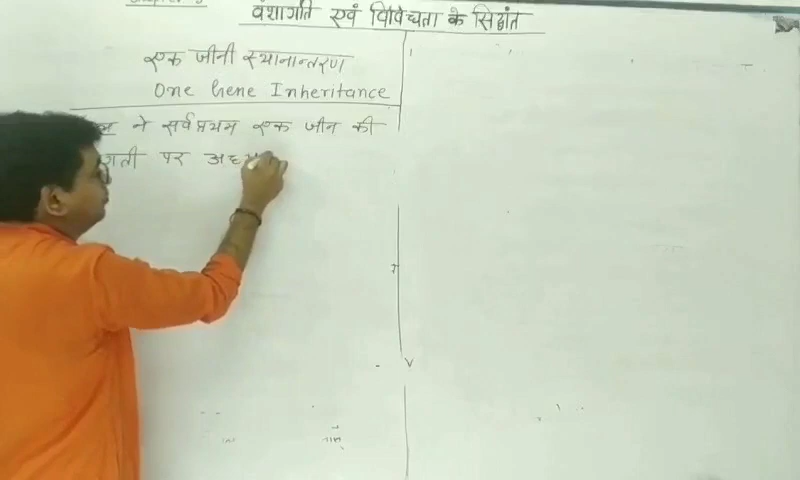 वंशागति एवं विविधता के सिद्धांत
एक जीनी स्थानान्तरण
One Gene Inheritance
ने सर्वप्रथम एक जीन की
पर